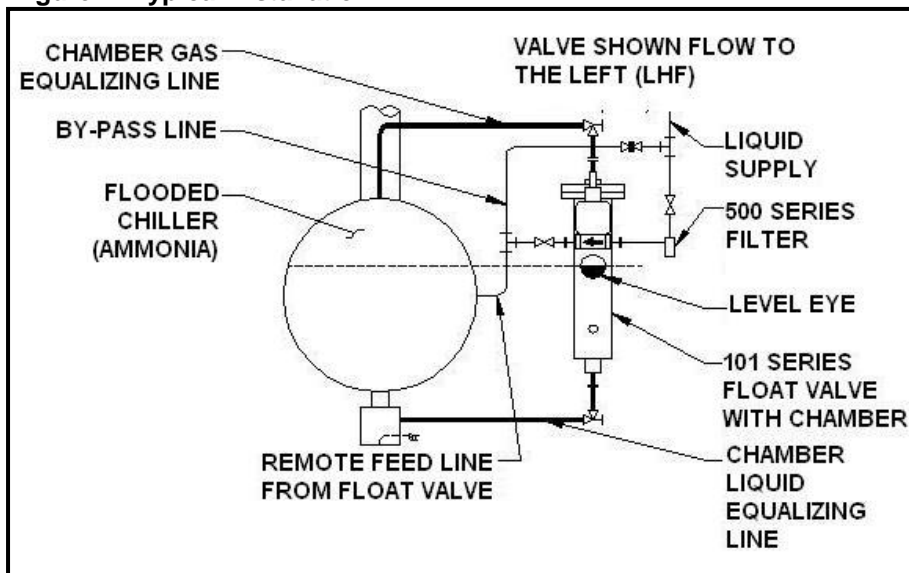 CHAMBER GAS
EQUALIZING LINE
VALVE SHOWN FLOW TO
THE LEFT (LHF)
BY-PASS LINE
FLOODED
CHILLER
(AMMONIA)
LIQUID
SUPPLY
500 SERIES
FILTER
LEVEL EYE
101 SERIES
FLOAT VALVE
WITH CHAMBER
REMOTE FEED LINE
FROM FLOAT VALVE
CHAMBER
LIQUID
EQUALIZING
LINE